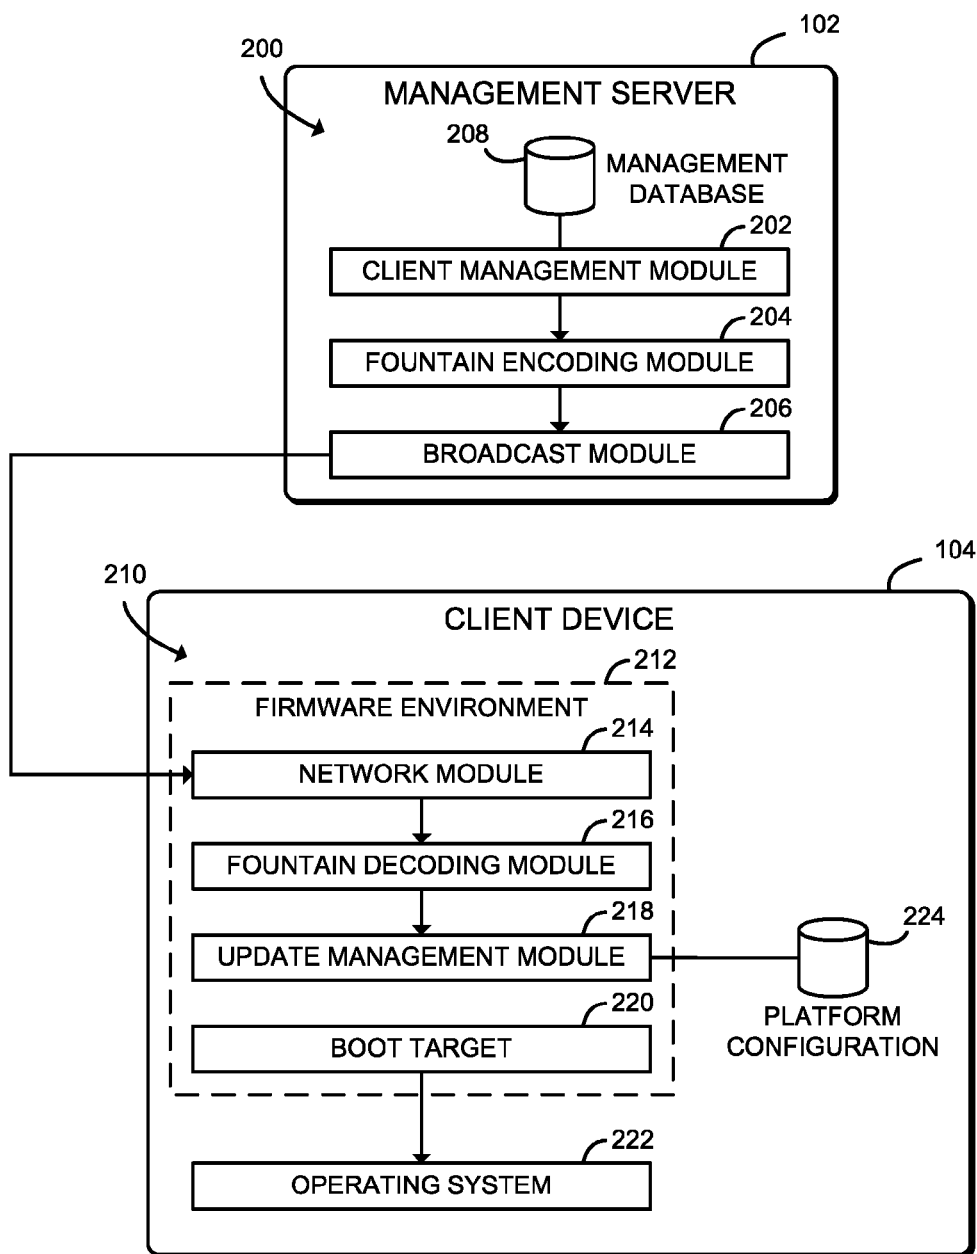 102
200
MANAGEMENT SERVER
208
MANAGEMENT
DATABASE
202
CLIENT MANAGEMENT MODULE
204
FOUNTAIN ENCODING MODULE
206
BROADCAST MODULE
104
210
CLIENT DEVICE
212
FIRMWARE ENVIRONMENT
214
NETWORK MODULE
216
FOUNTAIN DECODING MODULE
218
UPDATE MANAGEMENT MODULE
224
PLATFORM
CONFIGURATION
220
BOOT TARGET
222
OPERATING SYSTEM